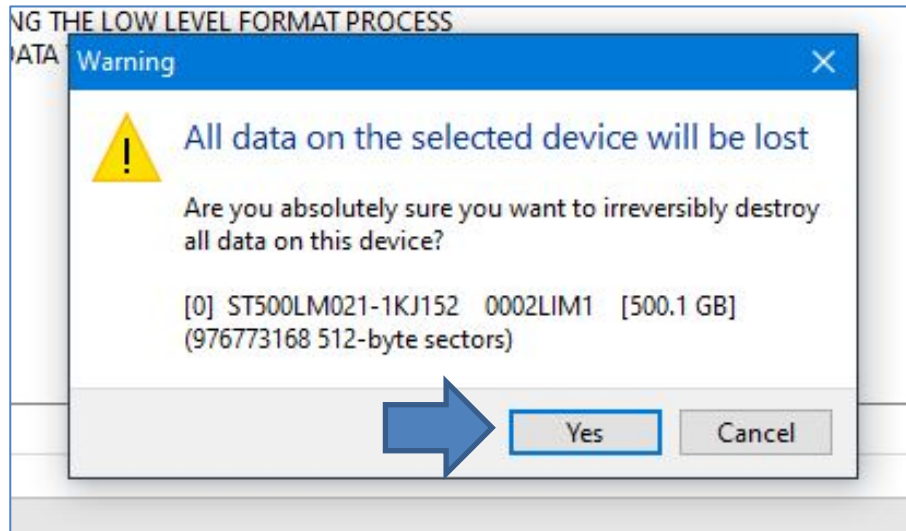 NG THE LOW LEVEL FORMAT PROCESS
DATA
Warning
All data on the selected device will be lost
Are you absolutely sure you want to irreversibly destroy
all data on this device?
[0] ST500LM021-1KJ152 0002LIM1 [500.1 GB]
(976773168 512-byte sectors)
Yes Cancel